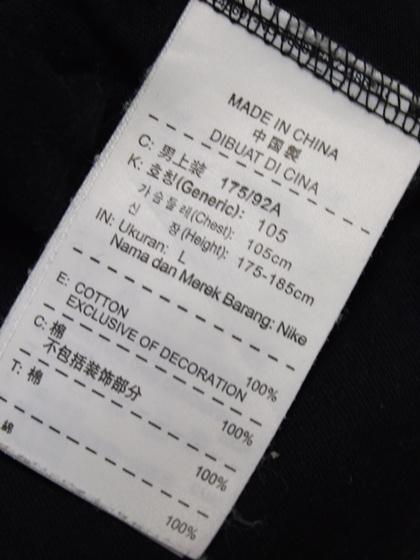 MADE IN CHINA
中国製
DIBUAT DI CINA
C: 男上装 175/92A
K: 호칭(Generic): 105
가슴둘레(Chest): 105cm
신 장(Height): 175-185cm
IN: Ukuran: L
Nama dan Merek Barang: Nike
E: COTTON 100%
EXCLUSIVE OF DECORATION
C: 棉 100%
不包括装饰部分
T: 棉 100%
綿 100%